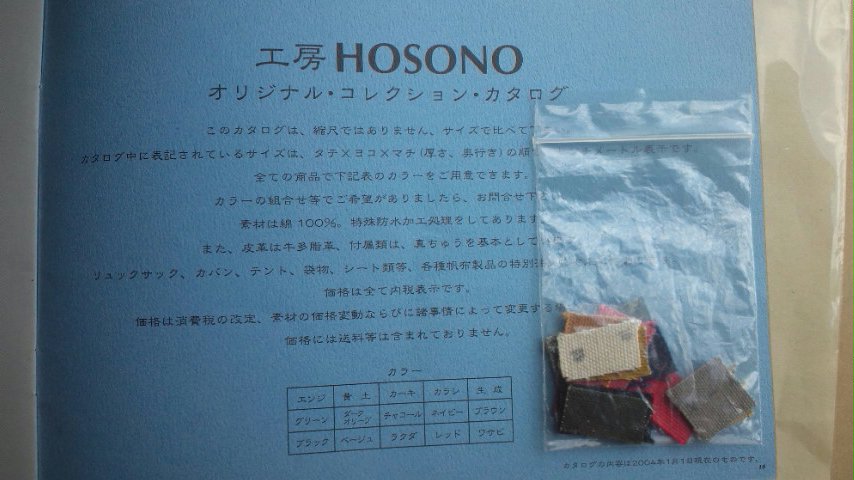 工房 HOSONO
オリジナル・コレクション・カタログ
このカタログは、縮尺ではありません、サイズで比べて
カタログ中に表記されているサイズは、タテ×ヨコ×マチ(厚さ、奥行き)の順 メートル表示です。
全ての商品で下記表のカラーをご用意できます。
カラーの組合せ等でご希望がありましたら、お問合せ下
素材は綿 100%。特殊防水加工処理をしてあります
また、皮革は牛多脂革、付属類は、真ちゅうを基本として
リュックサック、カバン、テント、袋物、シート類等、各種帆布製品の特別
価格は全て内税表示です。
価格は消費税の改定、素材の価格変動ならびに諸事情によって変更する
価格には送料等は含まれておりません。
カラー
エンジ 黄土 カーキ カラシ 生成
グリーン ダークオリーブ チャコール ネイビー ブラウン
ブラック ベージュ ラクダ レッド ワサビ
カタログの内容は2004年1月1日現在のものです。